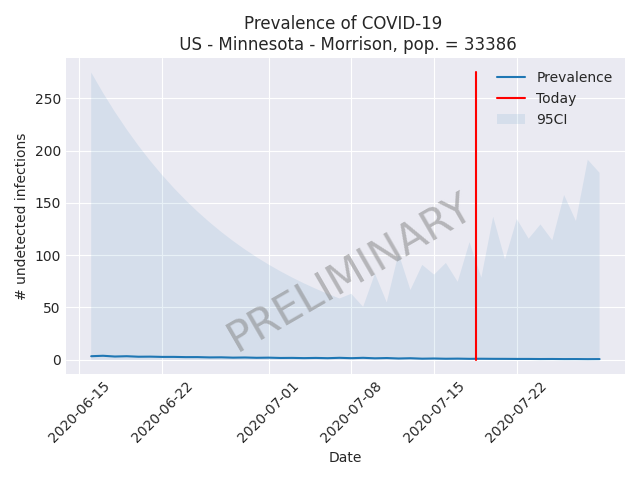 Prevalence of COVID-19
US - Minnesota - Morrison, pop. = 33386
# undetected infections
250
200
150
100
50
0
Prevalence
Today
95CI
PRELIMINARY
2020-06-15
2020-06-22
2020-07-01
2020-07-08
2020-07-15
2020-07-22
Date